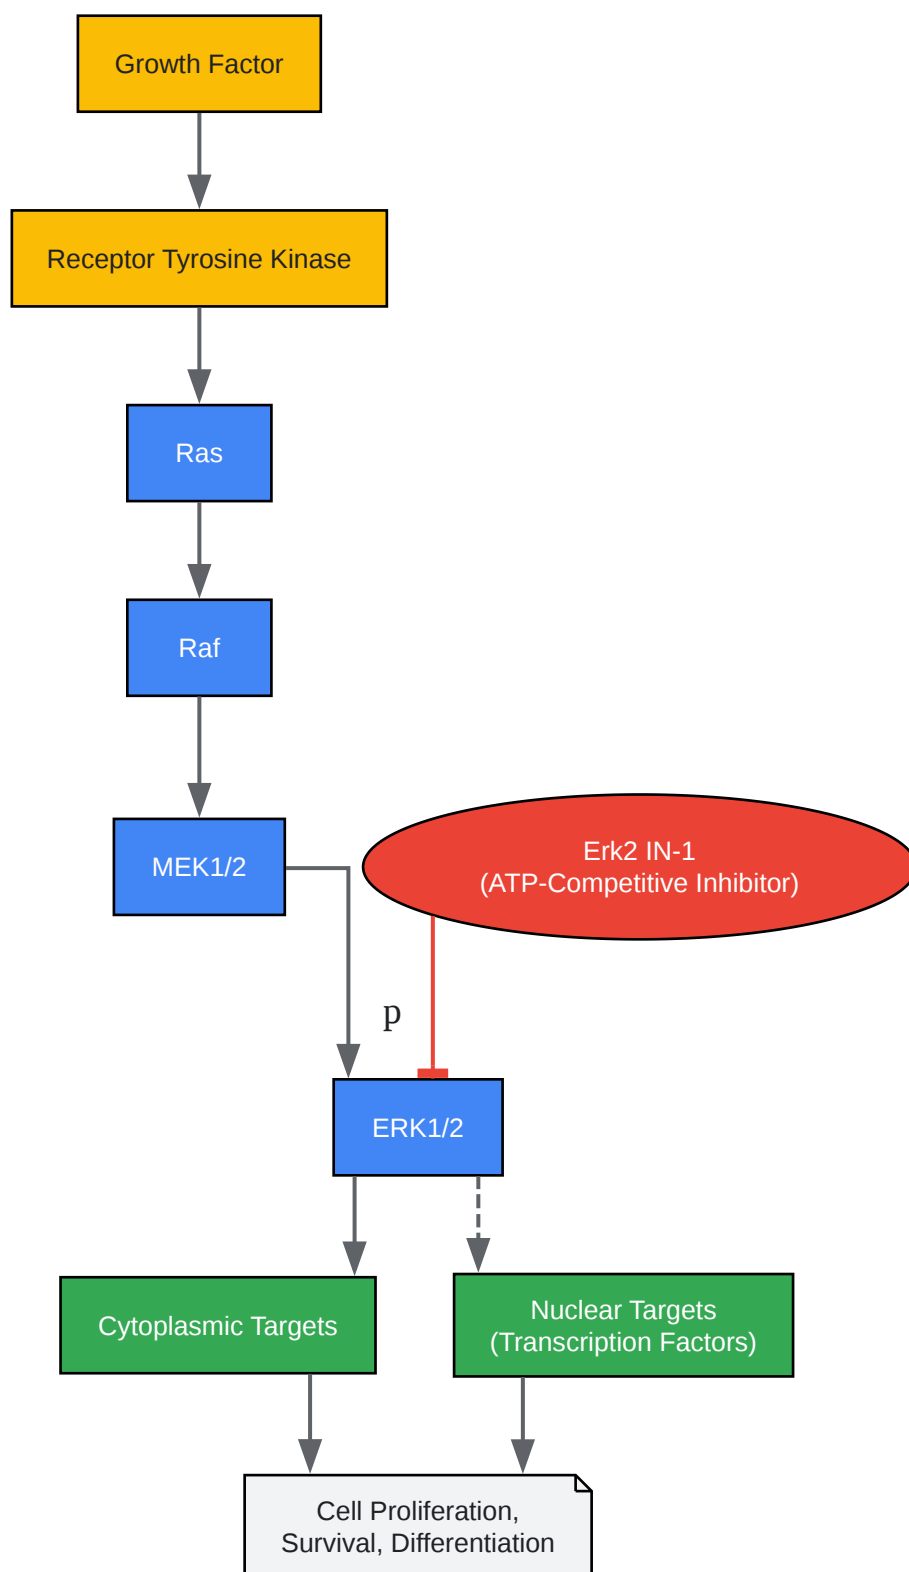 Growth Factor
Receptor Tyrosine Kinase
Ras
Raf
MEK1/2
Erk2 IN-1
(ATP-Competitive Inhibitor)
p
ERK1/2
Cytoplasmic Targets
Nuclear Targets
(Transcription Factors)
Cell Proliferation,
Survival, Differentiation